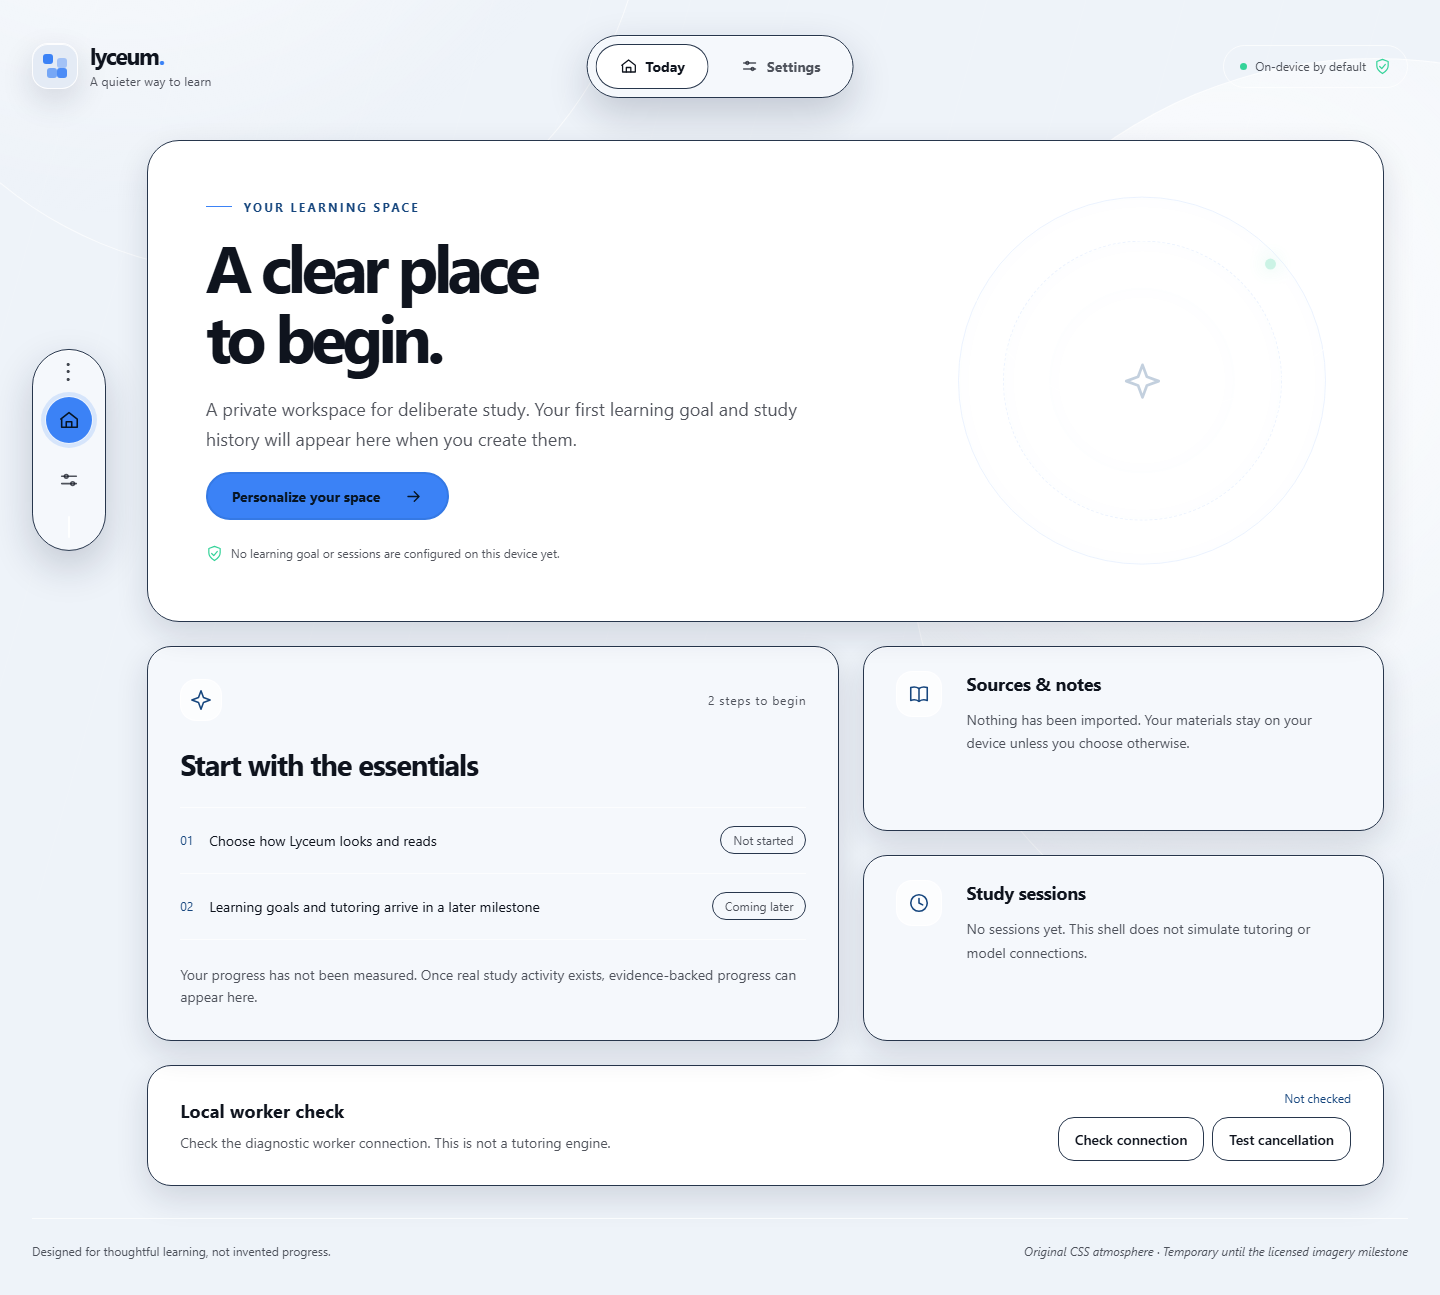 lyceum.
A quieter way to learn
Today
Settings
On-device by default
YOUR LEARNING SPACE
A clear place
to begin.
A private workspace for deliberate study. Your first learning goal and study
history will appear here when you create them.
Personalize your space
No learning goal or sessions are configured on this device yet.
2 steps to begin
Start with the essentials
01 Choose how Lyceum looks and reads
Not started
02 Learning goals and tutoring arrive in a later milestone
Coming later
Your progress has not been measured. Once real study activity exists, evidence-backed progress can
appear here.
Sources & notes
Nothing has been imported. Your materials stay on your
device unless you choose otherwise.
Study sessions
No sessions yet. This shell does not simulate tutoring or
model connections.
Local worker check
Check the diagnostic worker connection. This is not a tutoring engine.
Not checked
Check connection
Test cancellation
Designed for thoughtful learning, not invented progress.
Original CSS atmosphere · Temporary until the licensed imagery milestone